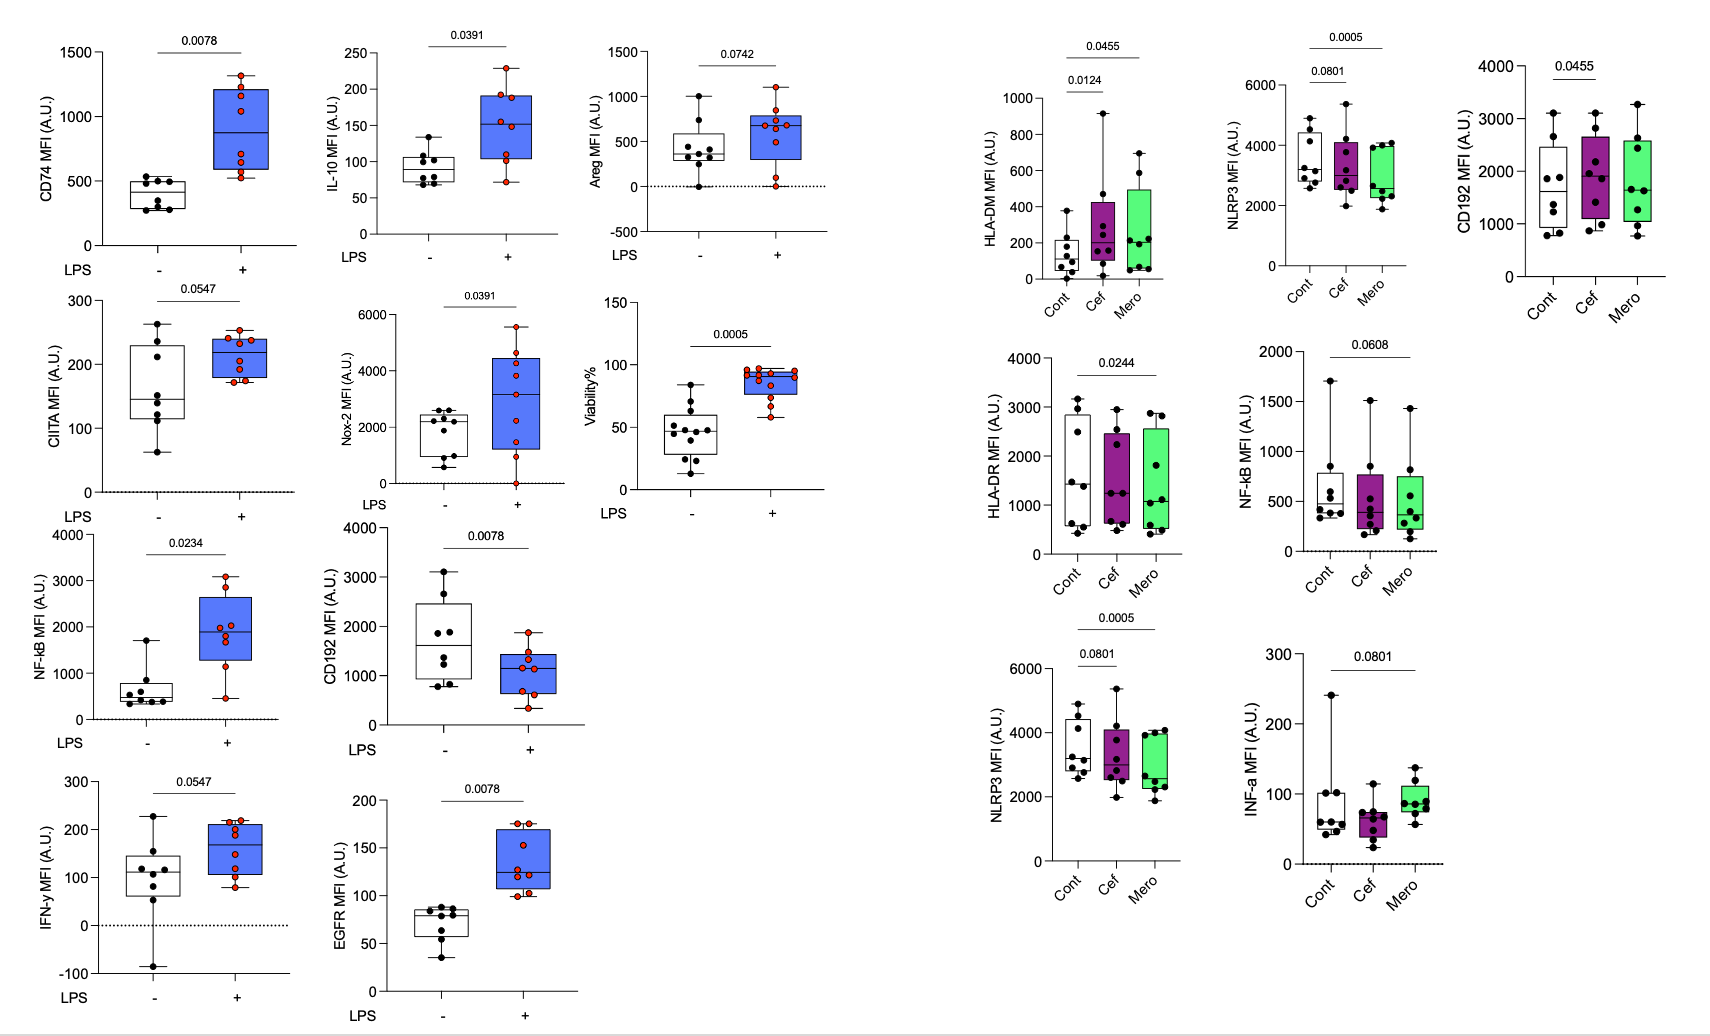 0.0078
1500
1000
500
0
CD74 MFI (A.U.)
LPS - +
0.0391
250
200
150
100
50
0
IL-10 MFI (A.U.)
LPS - +
0.0742
1500
1000
500
0
-500
Areg MFI (A.U.)
LPS - +
0.0547
300
200
100
0
CIITA MFI (A.U.)
LPS - +
0.0391
6000
4000
2000
0
Nox-2 MFI (A.U.)
LPS - +
0.0005
150
100
50
0
Viability%
LPS - +
0.0234
4000
3000
2000
1000
0
NF-kB MFI (A.U.)
LPS - +
0.0078
4000
3000
2000
1000
0
CD192 MFI (A.U.)
LPS - +
0.0547
300
200
100
0
-100
IFN-y MFI (A.U.)
LPS - +
0.0078
200
150
100
50
0
EGFR MFI (A.U.)
LPS - +
0.0455
0.0124
1000
800
600
400
200
0
HLA-DM MFI (A.U.)
Cont Cef Mero
0.0005
0.0801
6000
4000
2000
0
NLRP3 MFI (A.U.)
Cont Cef Mero
0.0455
4000
3000
2000
1000
0
CD192 MFI (A.U.)
Cont Cef Mero
0.0244
4000
3000
2000
1000
0
HLA-DR MFI (A.U.)
Cont Cef Mero
0.0608
2000
1500
1000
500
0
NF-kB MFI (A.U.)
Cont Cef Mero
0.0005
0.0801
6000
4000
2000
0
NLRP3 MFI (A.U.)
Cont Cef Mero
0.0801
300
200
100
0
INF-a MFI (A.U.)
Cont Cef Mero